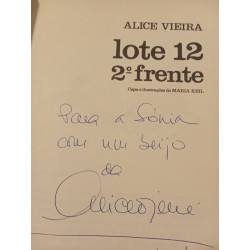 ALICE VIEIRA
lote 12
2º frente
Capa e ilustrações de MARIA KEIL
Para a Sónia
com um beijo
da